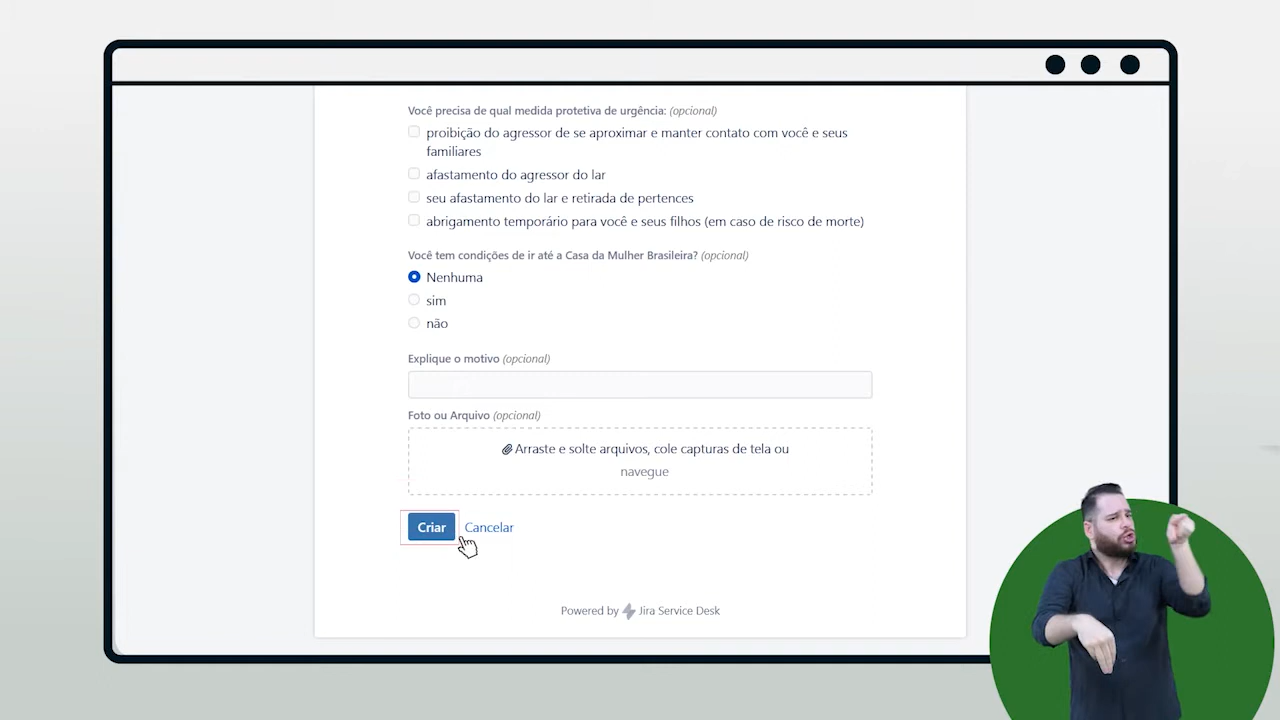 Você precisa de qual medida protetiva de urgência: (opcional)
proibição do agressor de se aproximar e manter contato com você e seus
familiares
afastamento do agressor do lar
seu afastamento do lar e retirada de pertences
abrigamento temporário para você e seus filhos (em caso de risco de morte)
Você tem condições de ir até a Casa da Mulher Brasileira? (opcional)
Nenhuma
sim
não
Explique o motivo (opcional)
Foto ou Arquivo (opcional)
Arraste e solte arquivos, cole capturas de tela ou
navegue
Criar Cancelar
Powered by Jira Service Desk